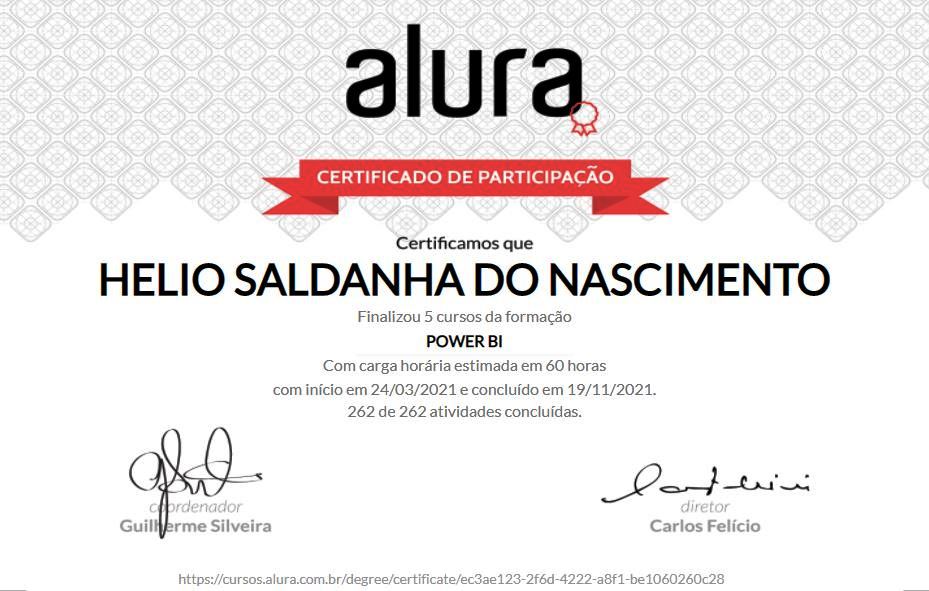 alura
CERTIFICADO DE PARTICIPAÇÃO
Certificamos que
HELIO SALDANHA DO NASCIMENTO
Finalizou 5 cursos da formação
POWER BI
Com carga horária estimada em 60 horas
com início em 24/03/2021 e concluído em 19/11/2021.
262 de 262 atividades concluídas.
coordenador
Guilherme Silveira
diretor
Carlos Felício
https://cursos.alura.com.br/degree/certificate/ec3ae123-2f6d-4222-a8f1-be1060260c28